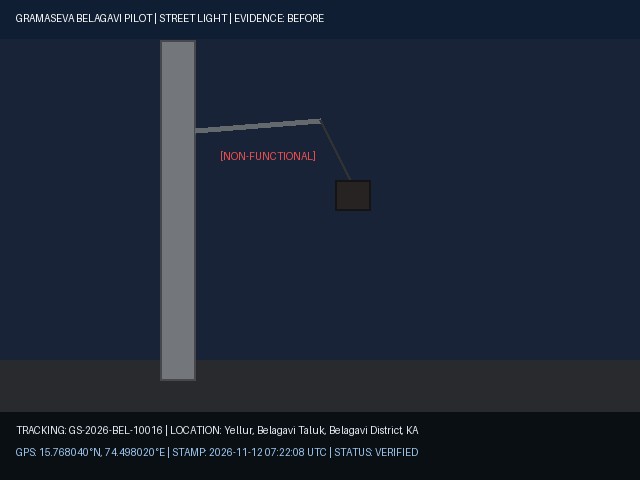 GRAMASEVA BELAGAVI PILOT | STREET LIGHT | EVIDENCE: BEFORE
[NON-FUNCTIONAL]
TRACKING: GS-2026-BEL-10016 | LOCATION: Yellur, Belagavi Taluk, Belagavi District, KA
GPS: 15.768040°N, 74.498020°E | STAMP: 2026-11-12 07:22:08 UTC | STATUS: VERIFIED